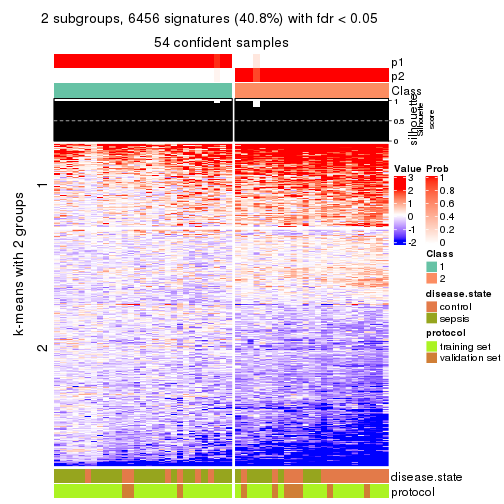 2 subgroups, 6456 signatures (40.8%) with fdr < 0.05
54 confident samples
p1
p2
Class
silhouette
Silhouette
score
1
0.5
0
k-means with 2 groups
1
2
Value
3
2
1
0
-1
-2
Prob
1
0.8
0.6
0.4
0.2
0
Class
1
2
disease.state
control
sepsis
protocol
training set
validation set
disease.state
protocol